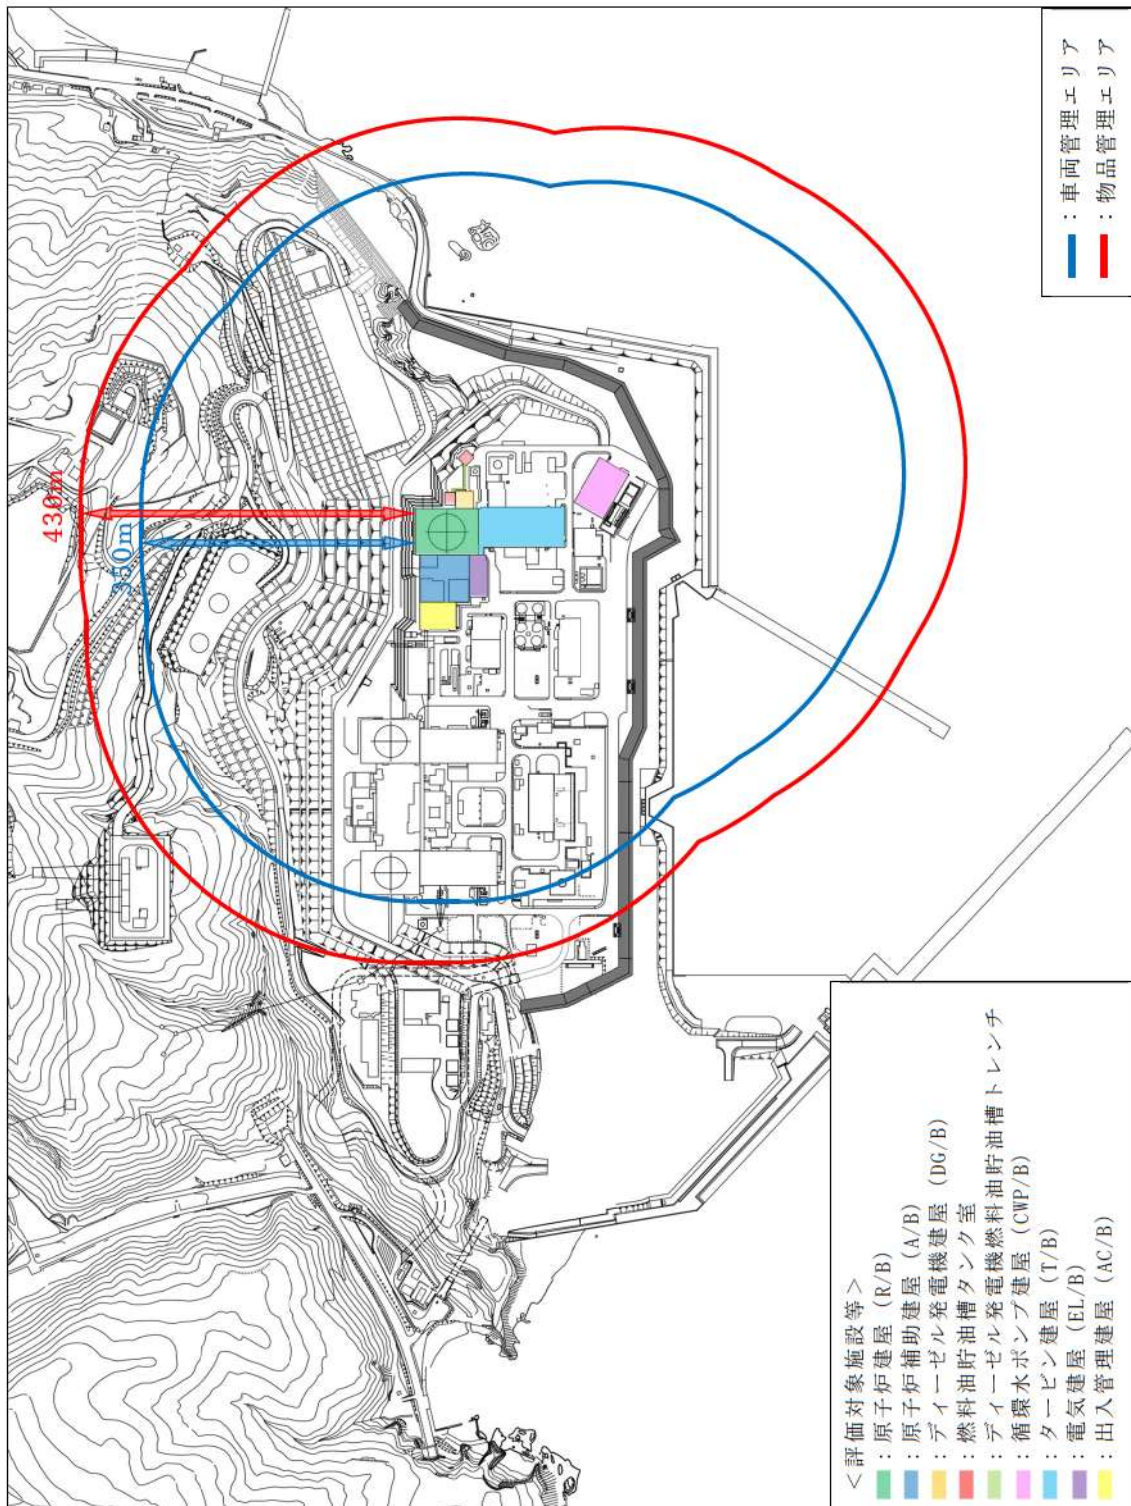 430m
350m
：車両管理エリア
：物品管理エリア
＜評価対象施設等＞
：原子炉建屋（R/B）
：原子炉補助建屋（A/B）
：ディーゼル発電機建屋（DG/B）
：燃料油貯油槽タンク室
：ディーゼル発電機燃料油貯油槽トレンチ
：循環水ポンプ建屋（CWP/B）
：タービン建屋（T/B）
：電気建屋（EL/B）
：出入管理建屋（AC/B）